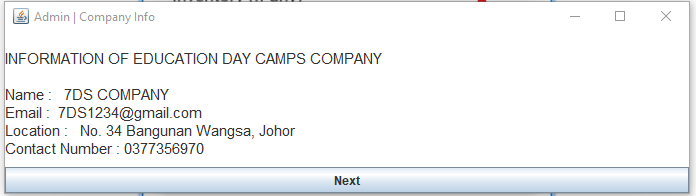 Admin | Company Info
INFORMATION OF EDUCATION DAY CAMPS COMPANY
Name : 7DS COMPANY
Email : 7DS1234@gmail.com
Location : No. 34 Bangunan Wangsa, Johor
Contact Number : 0377356970
Next